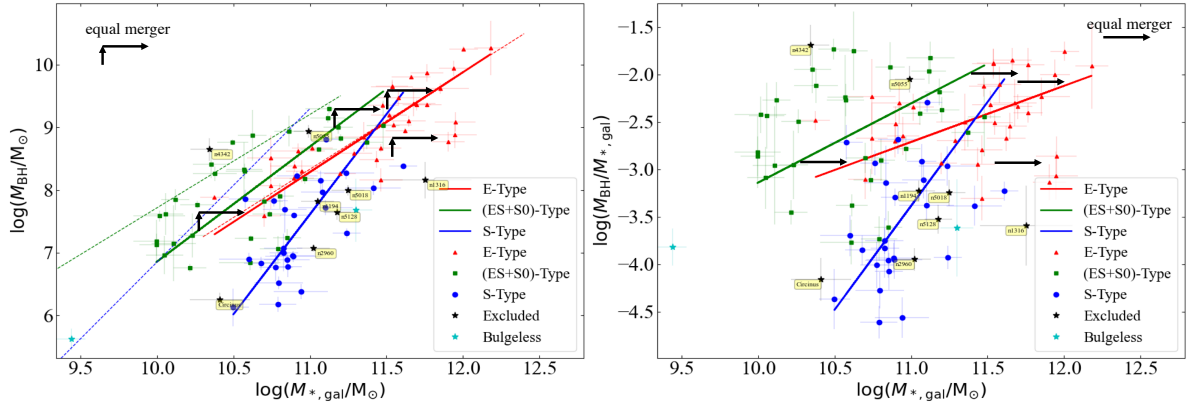 equal merger
10
9
8
7
6
log(M_BH/M_⊙)
n4342
n5055
n5018
n1316
n1194
n5128
n2960
Circinus
E-Type
(ES+S0)-Type
S-Type
E-Type
(ES+S0)-Type
S-Type
Excluded
Bulgeless
9.5 10.0 10.5 11.0 11.5 12.0 12.5
log(M_*,gal/M_⊙)
equal merger
−1.5
−2.0
−2.5
−3.0
−3.5
−4.0
−4.5
log(M_BH/M_*,gal)
n4342
n5055
n1194
n5018
n5128
n1316
n2960
Circinus
E-Type
(ES+S0)-Type
S-Type
E-Type
(ES+S0)-Type
S-Type
Excluded
Bulgeless
9.5 10.0 10.5 11.0 11.5 12.0 12.5
log(M_*,gal/M_⊙)